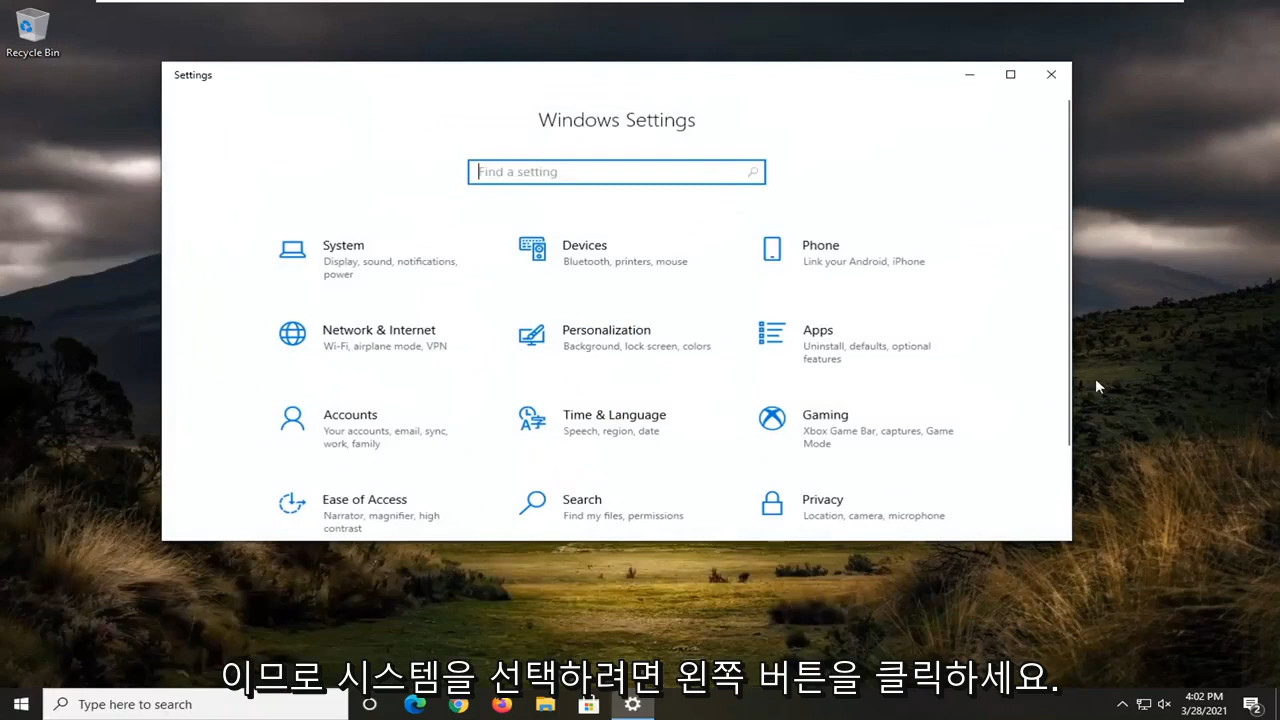 Recycle Bin
Settings
Windows Settings
Find a setting
System
Display, sound, notifications,
power
Devices
Bluetooth, printers, mouse
Phone
Link your Android, iPhone
Network & Internet
Wi-Fi, airplane mode, VPN
Personalization
Background, lock screen, colors
Apps
Uninstall, defaults, optional
features
Accounts
Your accounts, email, sync,
work, family
Time & Language
Speech, region, date
Gaming
Xbox Game Bar, captures, Game
Mode
Ease of Access
Narrator, magnifier, high
contrast
Search
Find my files, permissions
Privacy
Location, camera, microphone
이므로 시스템을 선택하려면 왼쪽 버튼을 클릭하세요.
Type here to search
4:02 PM
3/28/2021
2